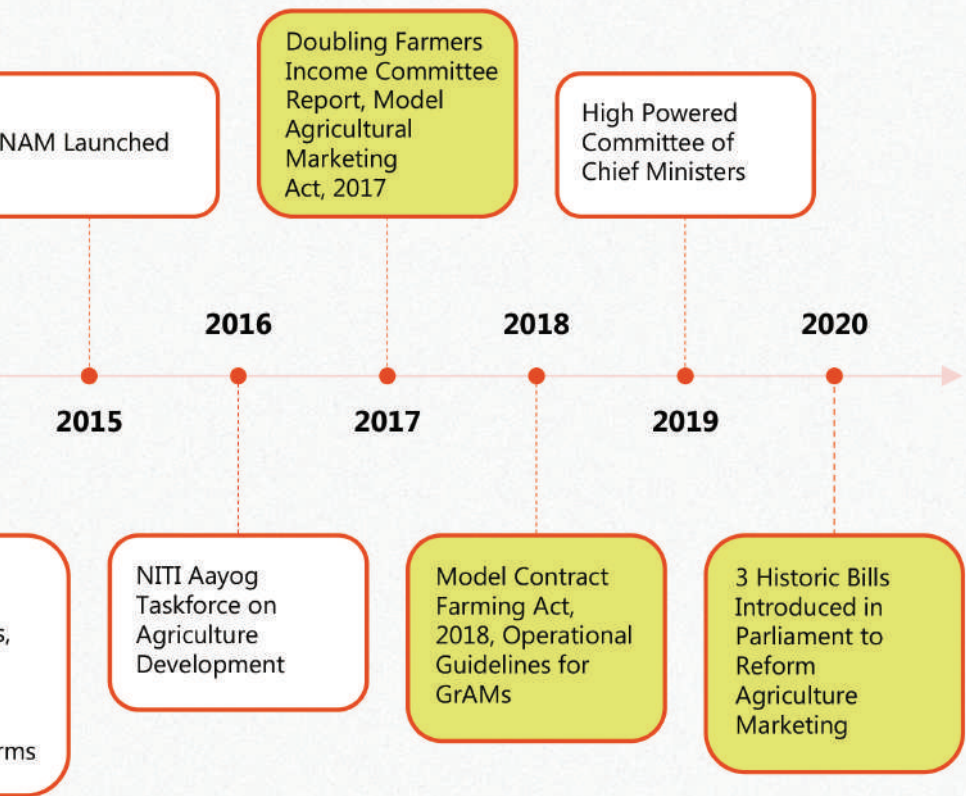 NAM Launched
Doubling Farmers
Income Committee
Report, Model
Agricultural
Marketing
Act, 2017
High Powered
Committee of
Chief Ministers
2016
2018
2020
2015
2017
2019
NITI Aayog
Taskforce on
Agriculture
Development
Model Contract
Farming Act,
2018, Operational
Guidelines for
GrAMs
3 Historic Bills
Introduced in
Parliament to
Reform
Agriculture
Marketing